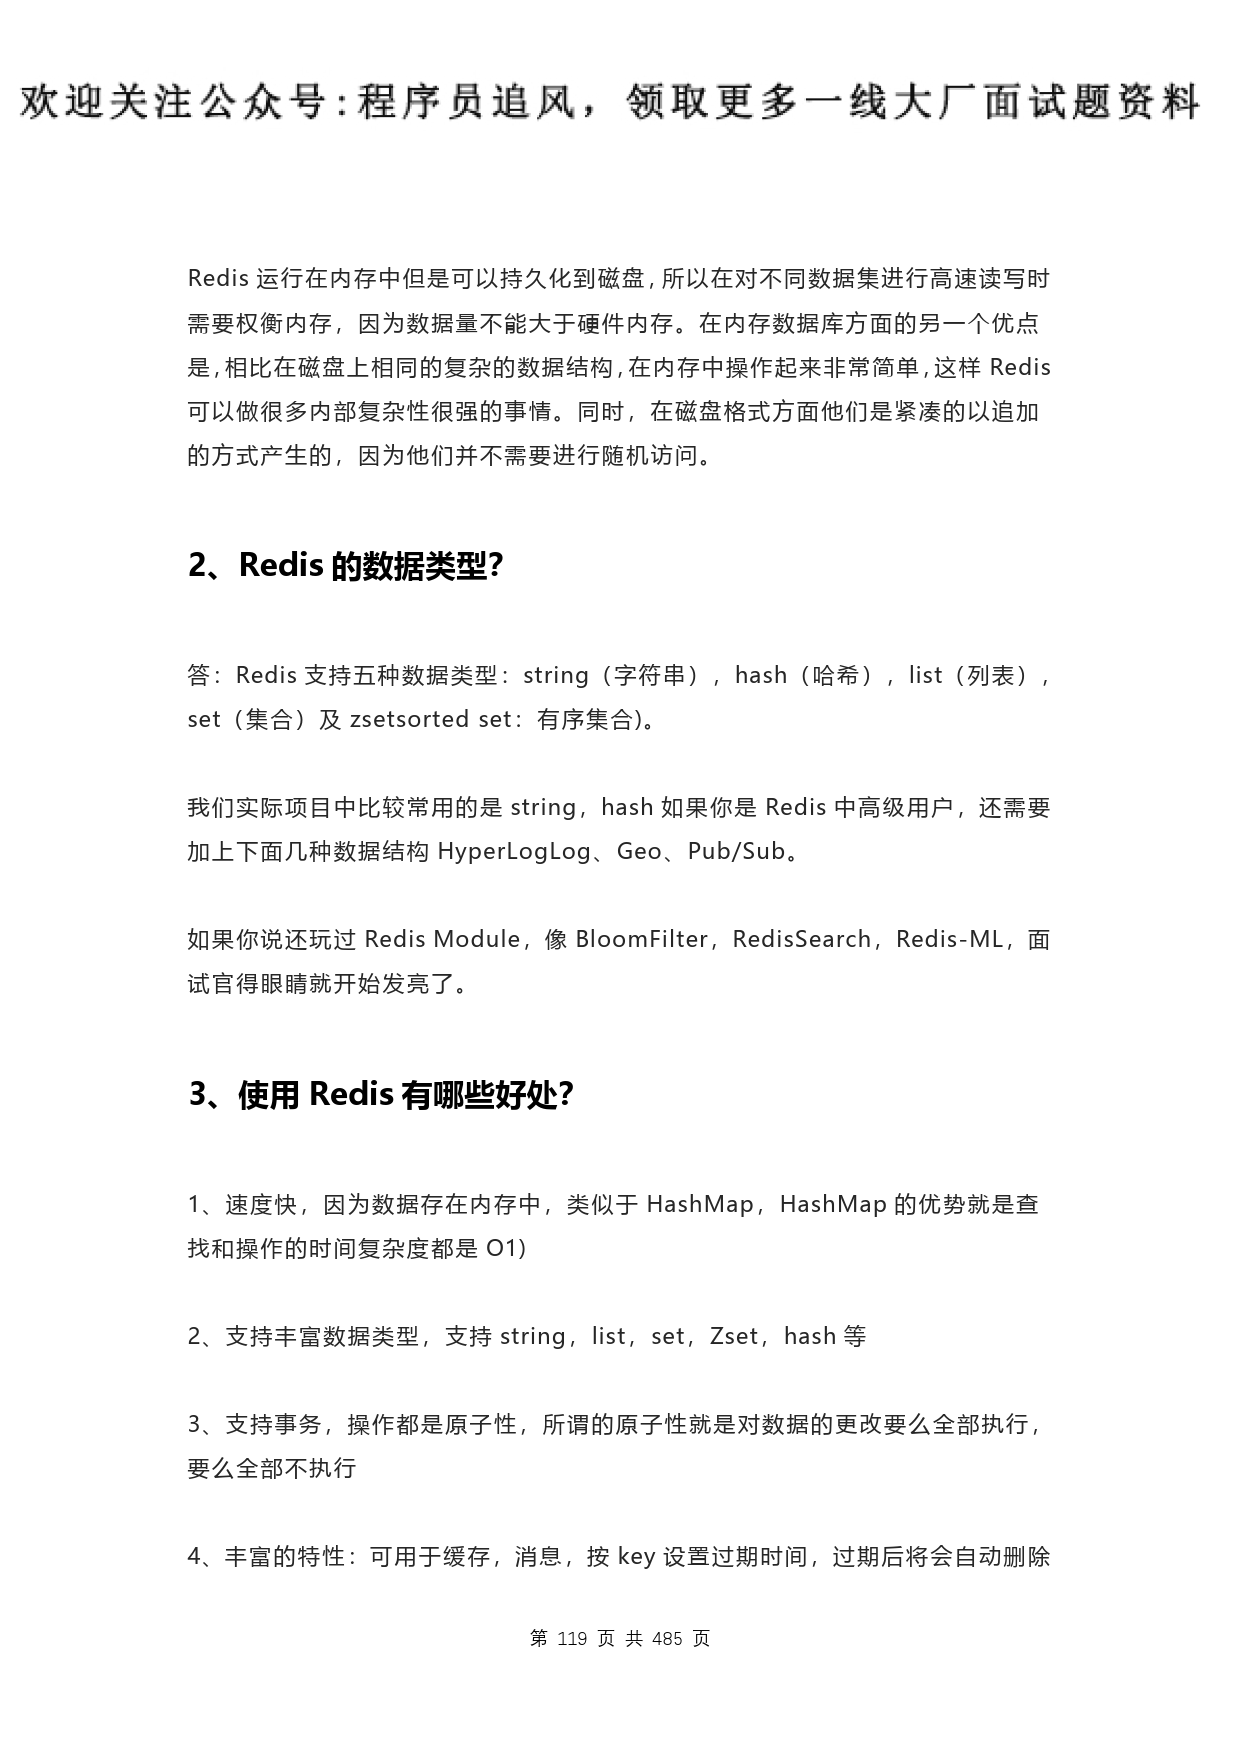 欢迎关注公众号:程序员追风，领取更多一线大厂面试题资料
Redis 运行在内存中但是可以持久化到磁盘,所以在对不同数据集进行高速读写时
需要权衡内存，因为数据量不能大于硬件内存。在内存数据库方面的另一个优点
是,相比在磁盘上相同的复杂的数据结构,在内存中操作起来非常简单,这样 Redis
可以做很多内部复杂性很强的事情。同时，在磁盘格式方面他们是紧凑的以追加
的方式产生的，因为他们并不需要进行随机访问。
2、Redis 的数据类型?
答：Redis 支持五种数据类型：string（字符串），hash（哈希），list（列表），
set（集合）及 zsetsorted set：有序集合)。
我们实际项目中比较常用的是 string，hash 如果你是 Redis 中高级用户，还需要
加上下面几种数据结构 HyperLogLog、Geo、Pub/Sub。
如果你说还玩过 Redis Module，像 BloomFilter，RedisSearch，Redis-ML，面
试官得眼睛就开始发亮了。
3、使用 Redis 有哪些好处?
1、速度快，因为数据存在内存中，类似于 HashMap，HashMap 的优势就是查
找和操作的时间复杂度都是 O1)
2、支持丰富数据类型，支持 string，list，set，Zset，hash 等
3、支持事务，操作都是原子性，所谓的原子性就是对数据的更改要么全部执行，
要么全部不执行
4、丰富的特性：可用于缓存，消息，按 key 设置过期时间，过期后将会自动删除
第 119 页 共 485 页